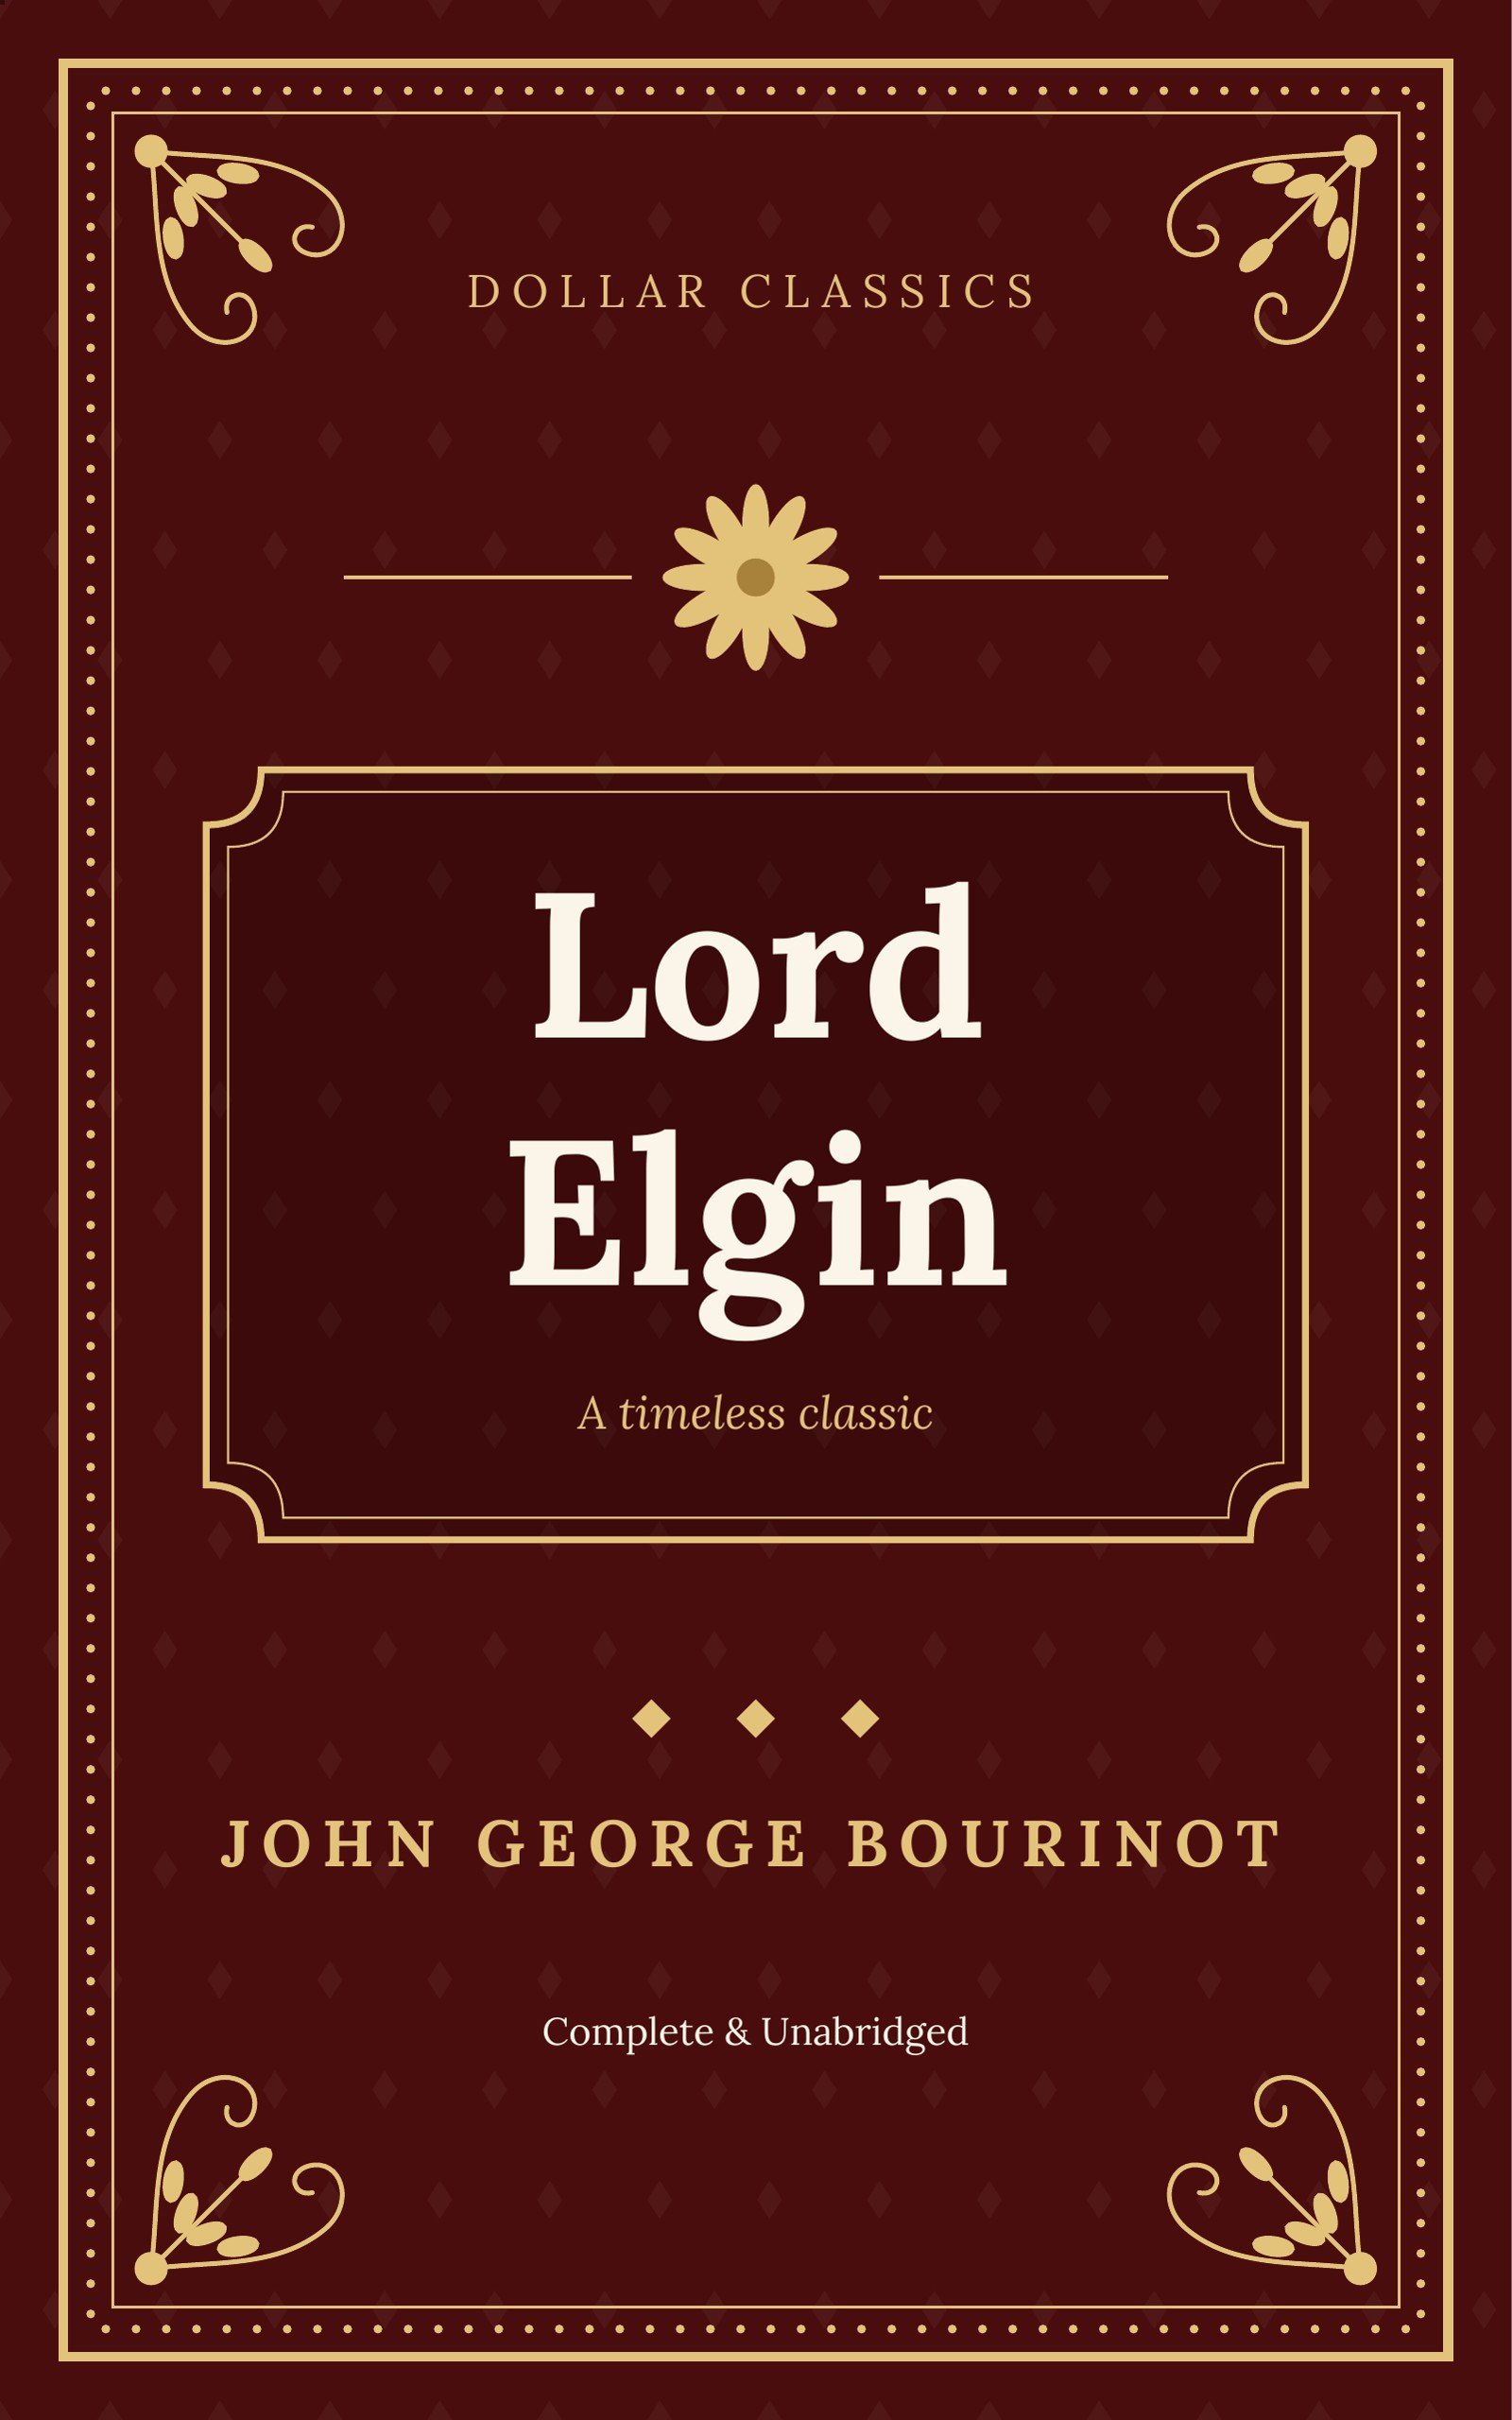 DOLLAR CLASSICS
Lord
Elgin
A timeless classic
JOHN GEORGE BOURINOT
Complete & Unabridged